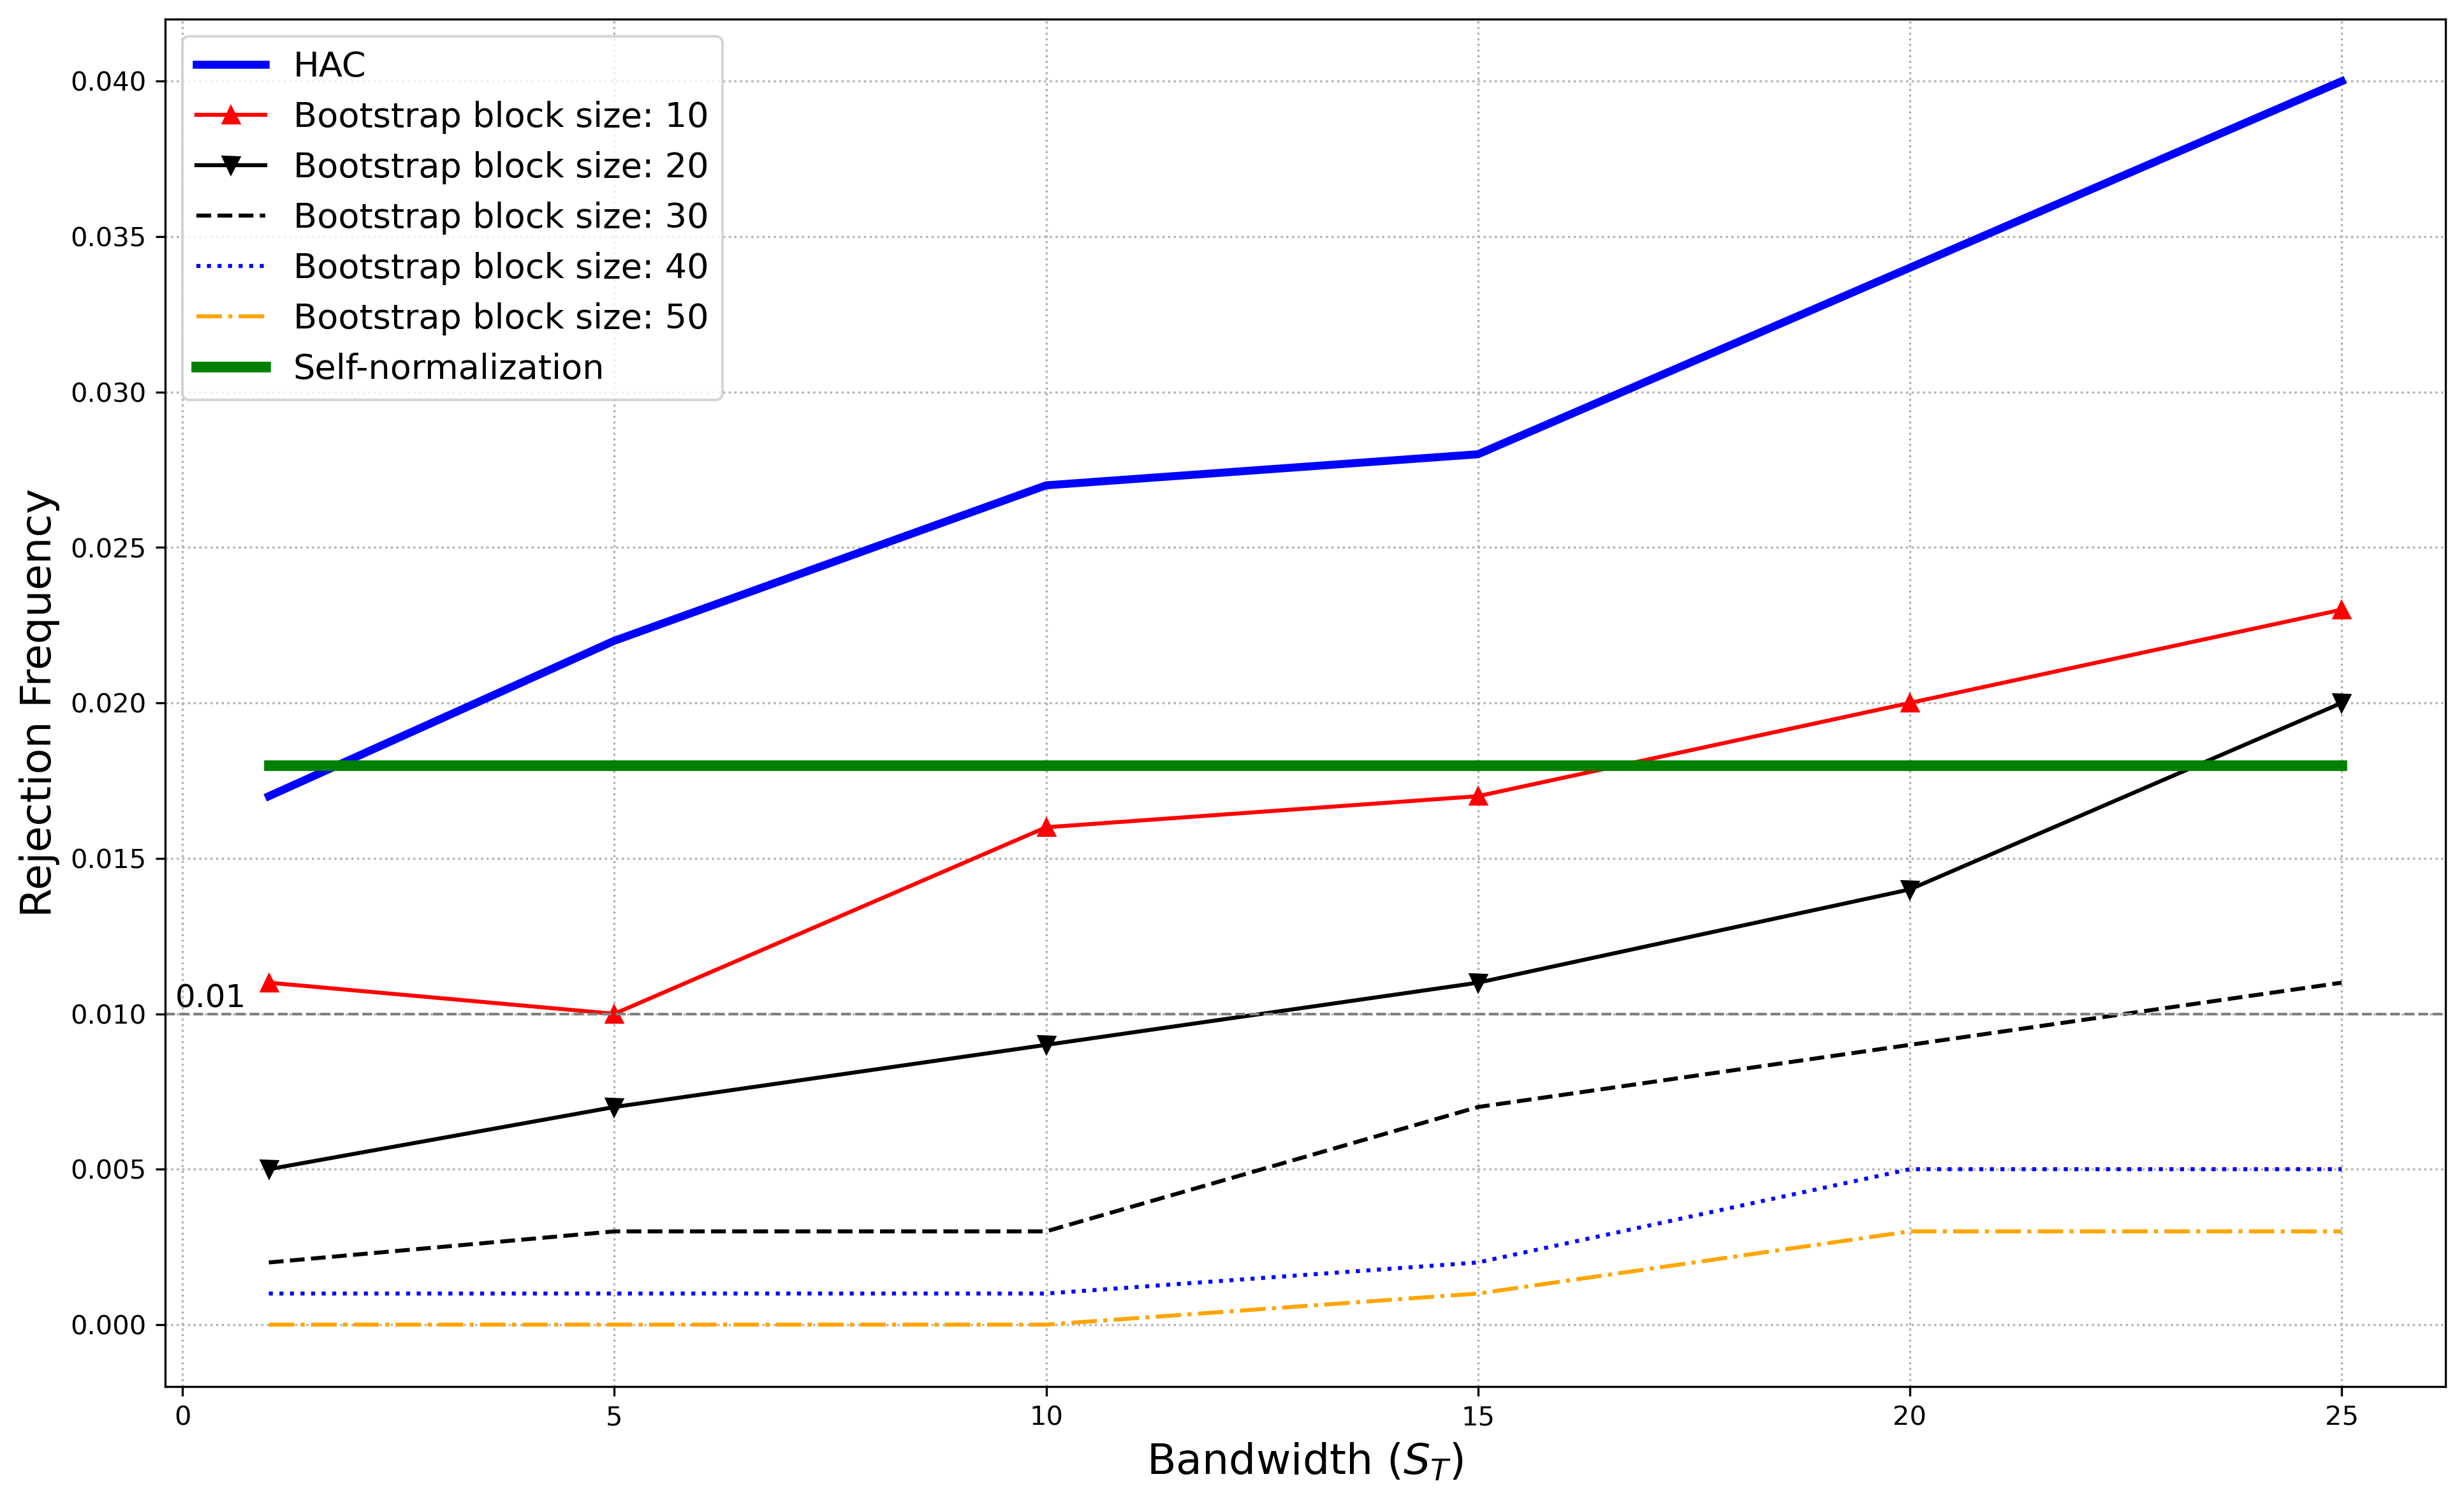 HAC
Bootstrap block size: 10
Bootstrap block size: 20
Bootstrap block size: 30
Bootstrap block size: 40
Bootstrap block size: 50
Self-normalization
0.040
0.035
0.030
0.025
0.020
0.015
0.010
0.005
0.000
0.01
Rejection Frequency
0 5 10 15 20 25
Bandwidth (S_T)